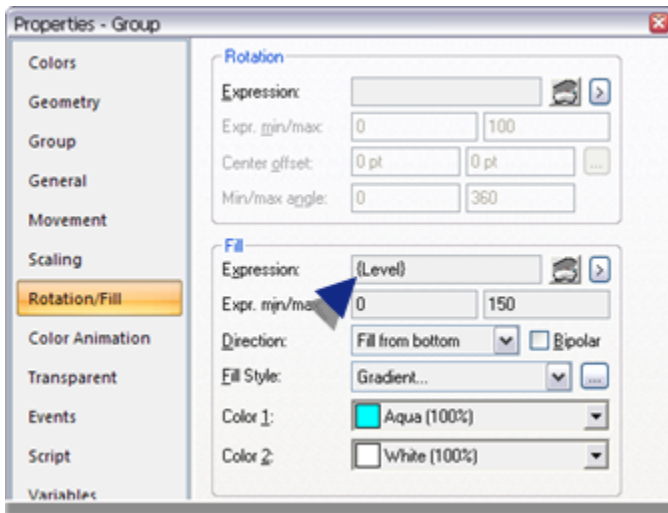 Properties - Group
Colors
Geometry
Group
General
Movement
Scaling
Rotation/Fill
Color Animation
Transparent
Events
Script
Variables
Rotation
Expression:
Expr. min/max: 0 100
Center offset: 0 pt 0 pt ...
Min/max angle: 0 360
Fill
Expression: {Level}
Expr. min/max 0 150
Direction: Fill from bottom Bipolar
Fill Style: Gradient... ...
Color 1: Aqua (100%)
Color 2: White (100%)